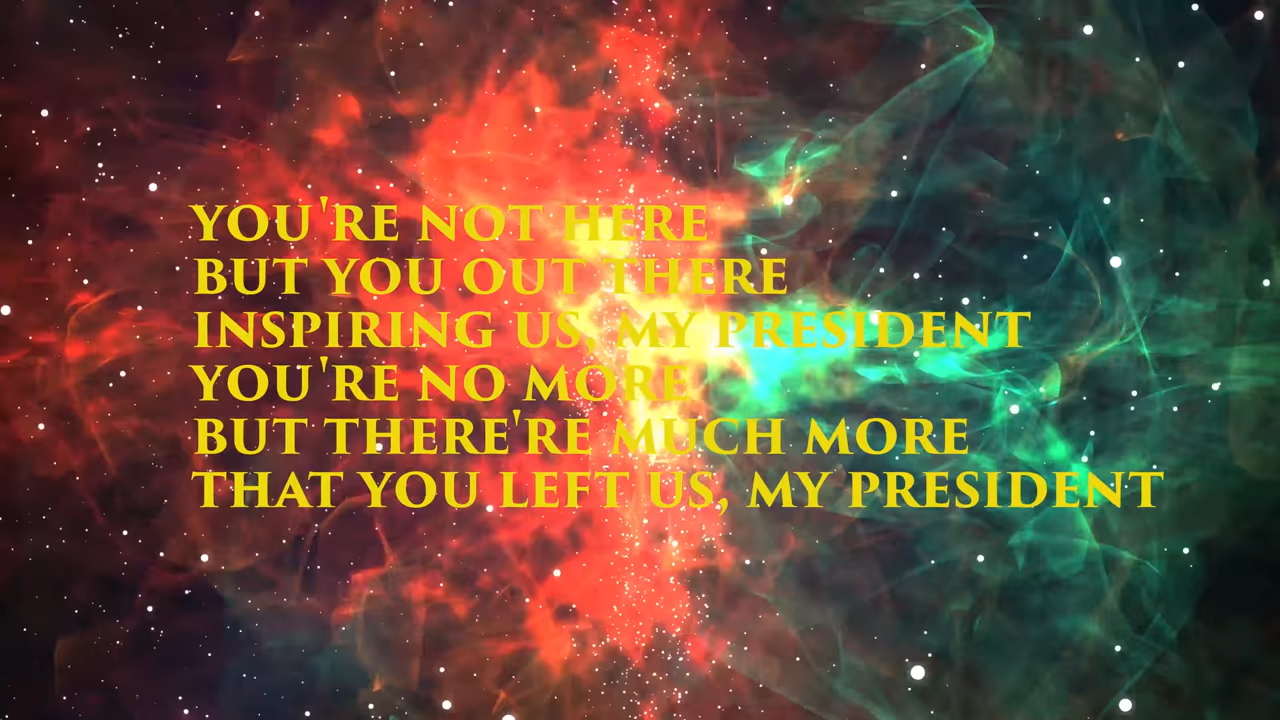 YOU'RE NOT HERE
BUT YOU OUT THERE
INSPIRING US, MY PRESIDENT
YOU'RE NO MORE
BUT THERE'RE MUCH MORE
THAT YOU LEFT US, MY PRESIDENT